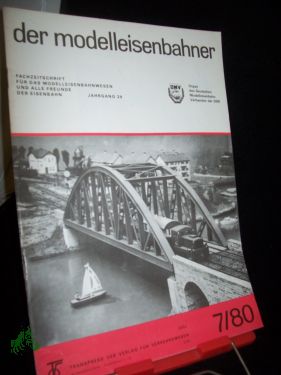 der modelleisenbahner
FACHZEITSCHRIFT
FÜR DAS MODELLEISENBAHNWESEN
UND ALLE FREUNDE
DER EISENBAHN JAHRGANG 29
DMV
Organ
des Deutschen
Modelleisenbahn-
Verbandes der DDR
7/80
TRANSPRESS VEB VERLAG FÜR VERKEHRSWESEN